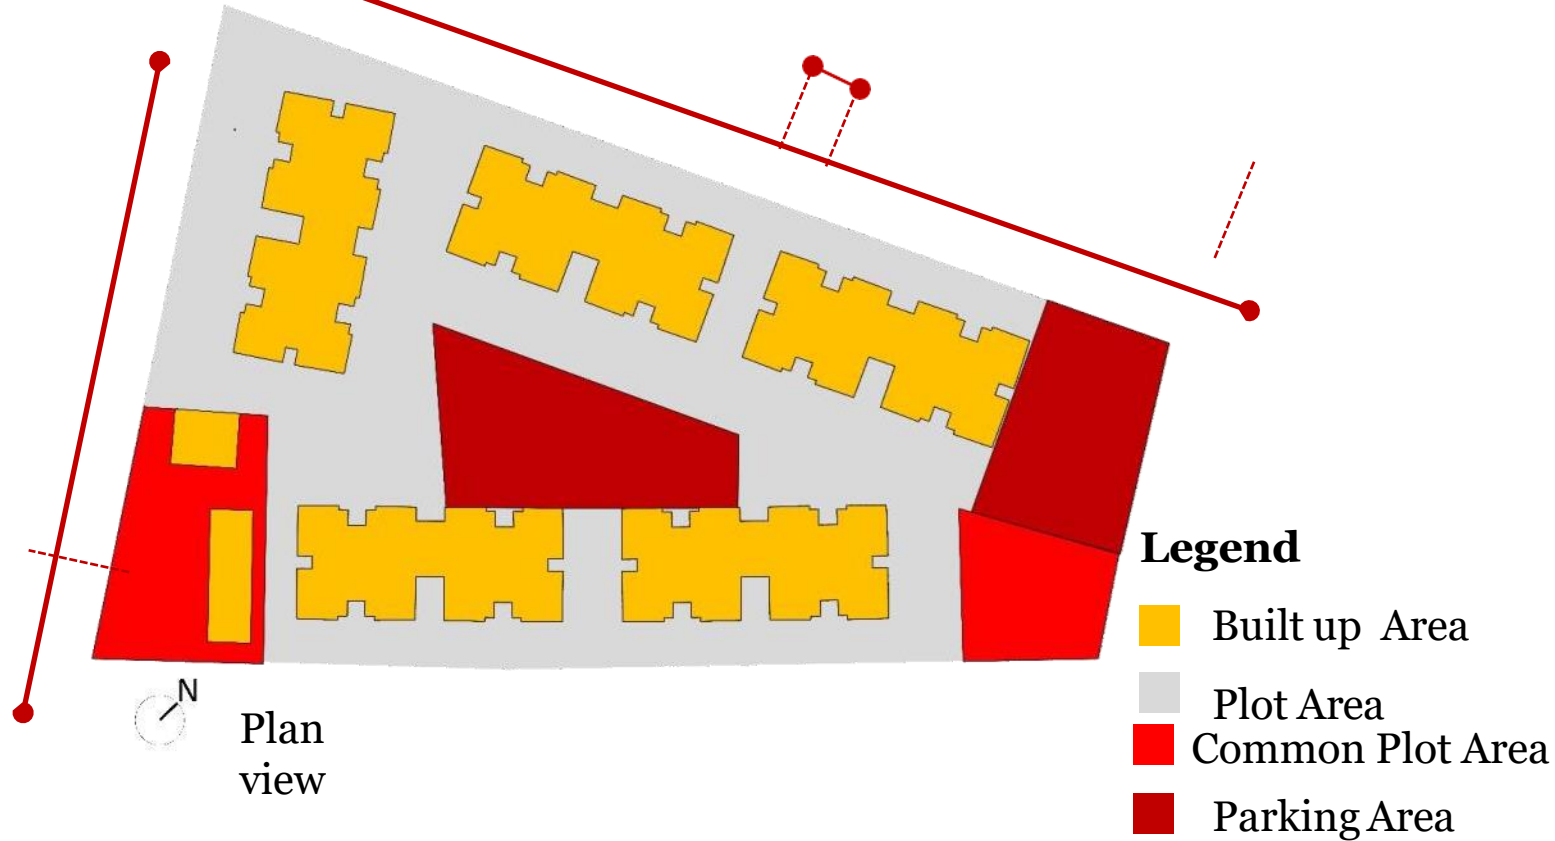 Legend
Built up Area
Plot Area
Common Plot Area
Parking Area
N
Plan
view